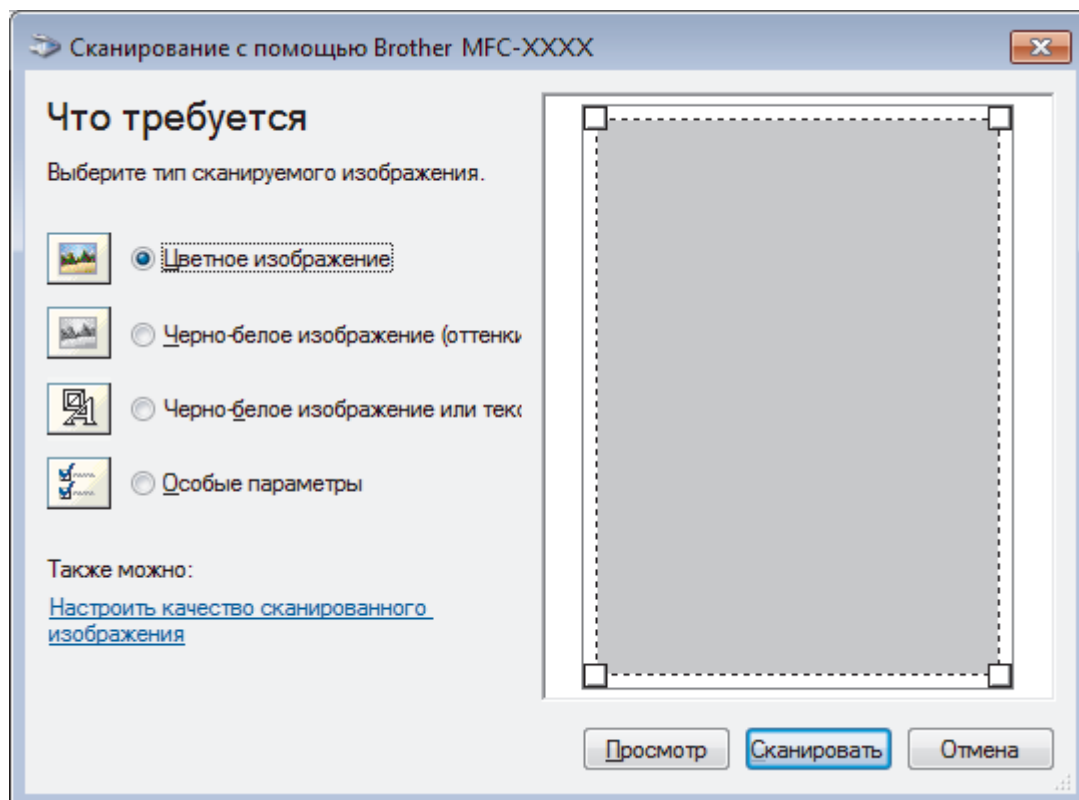 Сканирование с помощью Brother MFC-XXXX
Что требуется
Выберите тип сканируемого изображения.
Цветное изображение
Черно-белое изображение (оттенки
Черно-белое изображение или текс
Особые параметры
Также можно:
Настроить качество сканированного
изображения
Просмотр Сканировать Отмена